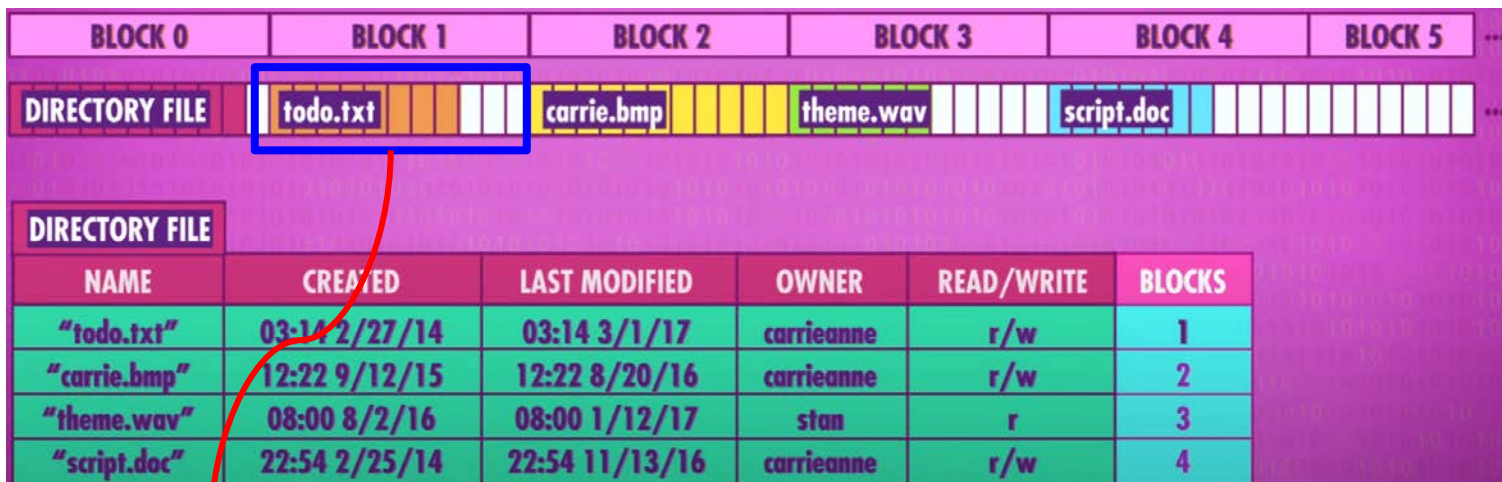 BLOCK 0 BLOCK 1 BLOCK 2 BLOCK 3 BLOCK 4 BLOCK 5 ...
DIRECTORY FILE todo.txt carrie.bmp theme.wav script.doc ...
DIRECTORY FILE
NAME CREATED LAST MODIFIED OWNER READ/WRITE BLOCKS
“todo.txt” 03:14 2/27/14 03:14 3/1/17 carrieanne r/w 1
“carrie.bmp” 12:22 9/12/15 12:22 8/20/16 carrieanne r/w 2
“theme.wav” 08:00 8/2/16 08:00 1/12/17 stan r 3
“script.doc” 22:54 2/25/14 22:54 11/13/16 carrieanne r/w 4